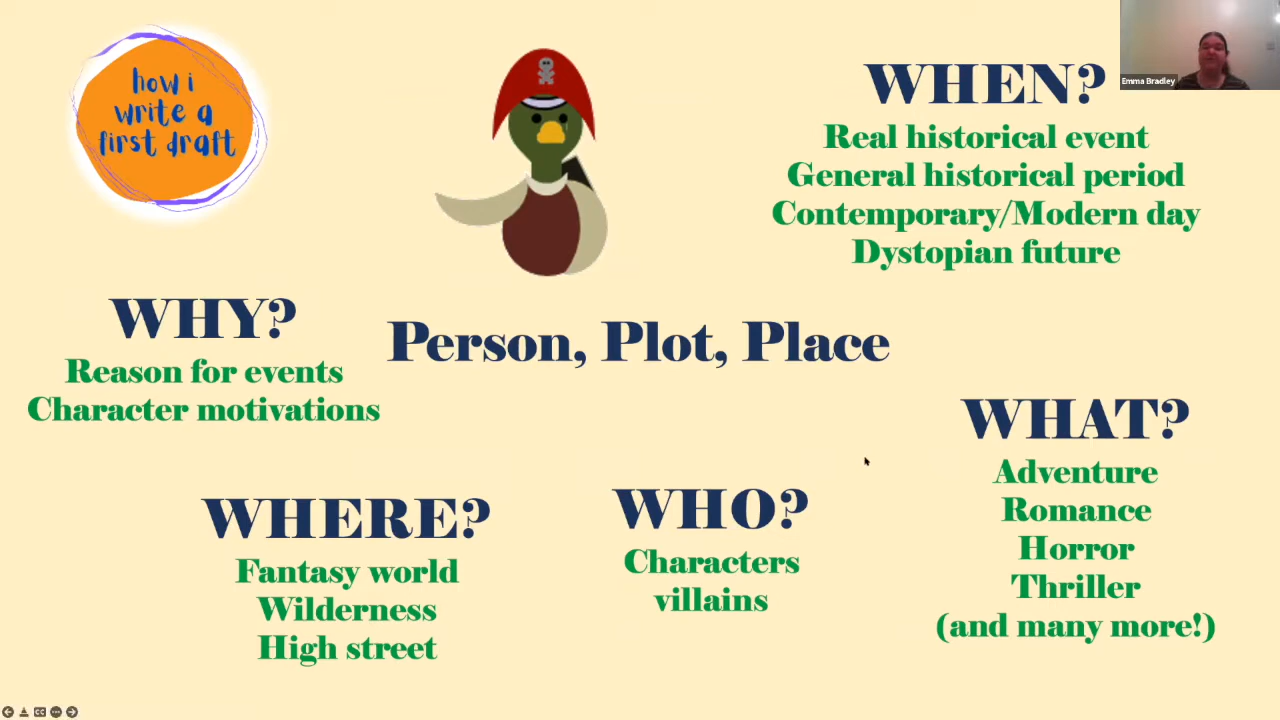 how i
write a
first draft
WHEN?
Real historical event
General historical period
Contemporary/Modern day
Dystopian future
Emma Bradley
WHY?
Reason for events
Character motivations
Person, Plot, Place
WHAT?
Adventure
Romance
Horror
Thriller
(and many more!)
WHERE?
Fantasy world
Wilderness
High street
WHO?
Characters
villains